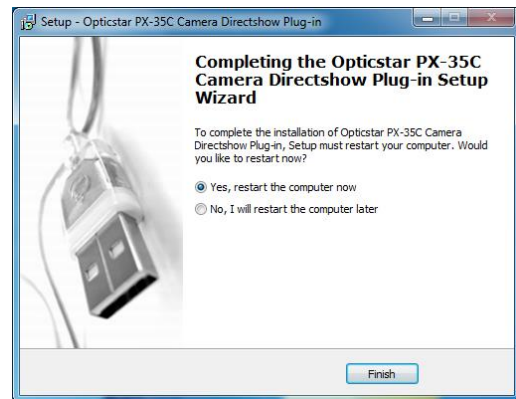 Setup - Opticstar PX-35C Camera Directshow Plug-in
Completing the Opticstar PX-35C
Camera Directshow Plug-in Setup
Wizard
To complete the installation of Opticstar PX-35C Camera
Directshow Plug-in, Setup must restart your computer. Would
you like to restart now?
Yes, restart the computer now
No, I will restart the computer later
Finish